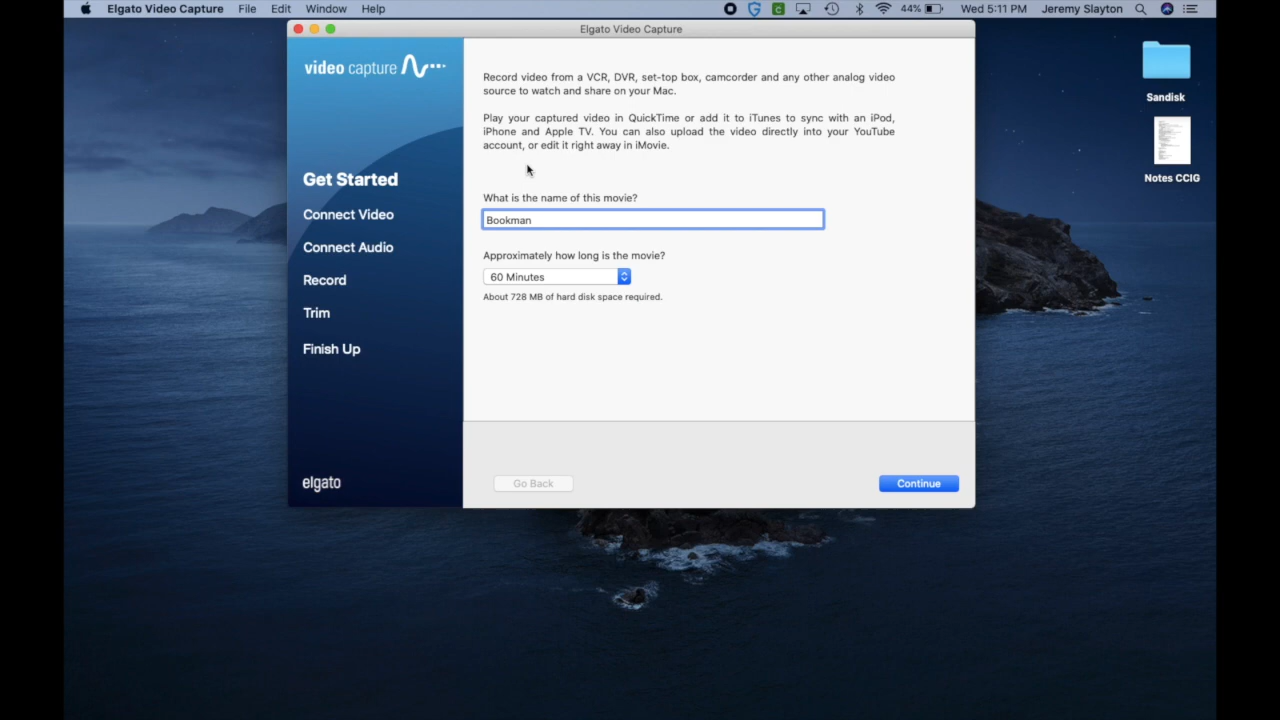 Elgato Video Capture File Edit Window Help 44% Wed 5:11 PM Jeremy Slayton
Elgato Video Capture
video capture
Record video from a VCR, DVR, set-top box, camcorder and any other analog video
source to watch and share on your Mac.
Play your captured video in QuickTime or add it to iTunes to sync with an iPod,
iPhone and Apple TV. You can also upload the video directly into your YouTube
account, or edit it right away in iMovie.
Get Started
Connect Video
Connect Audio
Record
Trim
Finish Up
elgato
What is the name of this movie?
Bookman
Approximately how long is the movie?
60 Minutes
About 728 MB of hard disk space required.
Go Back
Continue
Sandisk
Notes CCIG